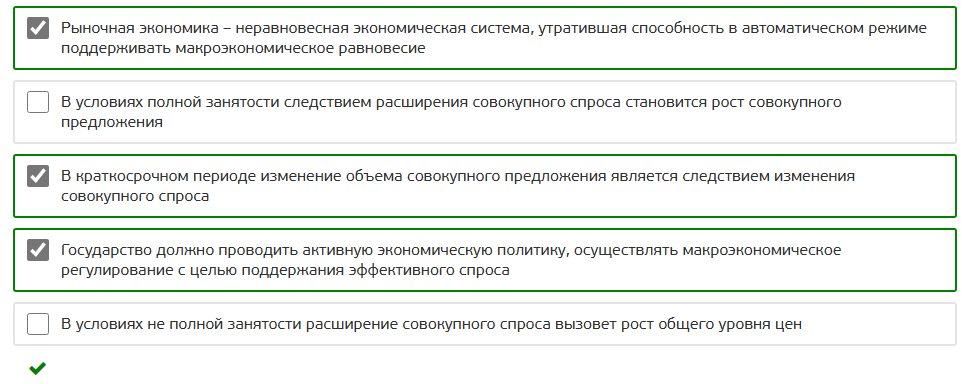 Рыночная экономика – неравновесная экономическая система, утратившая способность в автоматическом режиме
поддерживать макроэкономическое равновесие
В условиях полной занятости следствием расширения совокупного спроса становится рост совокупного
предложения
В краткосрочном периоде изменение объема совокупного предложения является следствием изменения
совокупного спроса
Государство должно проводить активную экономическую политику, осуществлять макроэкономическое
регулирование с целью поддержания эффективного спроса
В условиях не полной занятости расширение совокупного спроса вызовет рост общего уровня цен